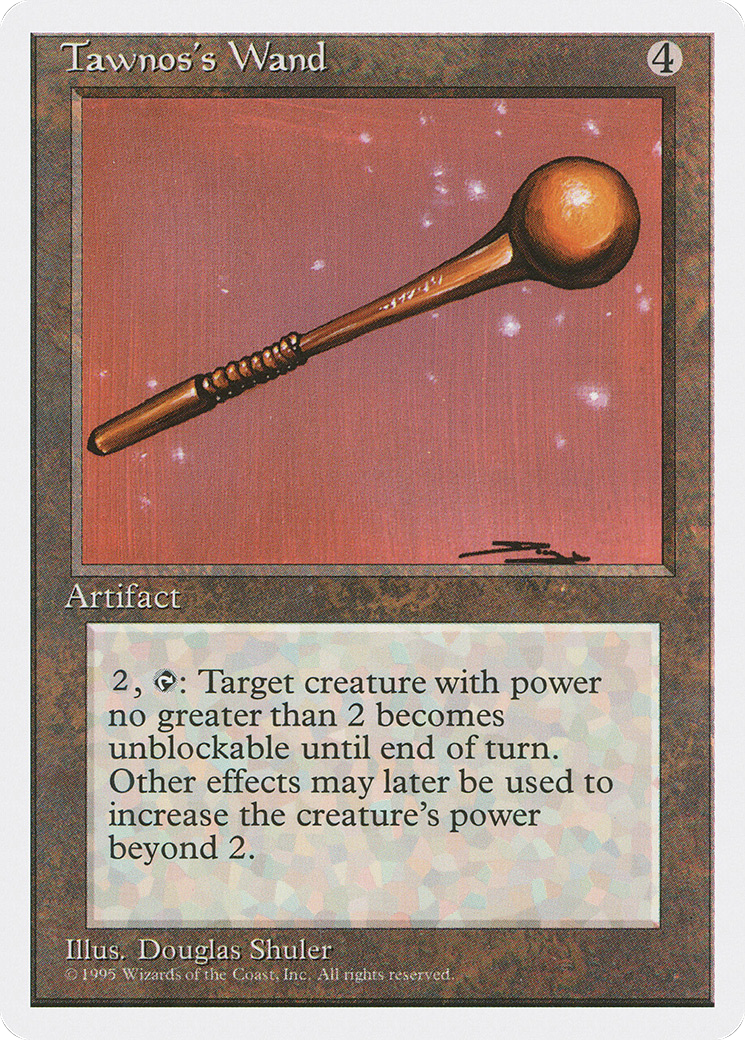 Tawnos's Wand 4
Artifact
2, : Target creature with power
no greater than 2 becomes
unblockable until end of turn.
Other effects may later be used to
increase the creature's power
beyond 2.
Illus. Douglas Shuler
© 1995 Wizards of the Coast, Inc. All rights reserved.